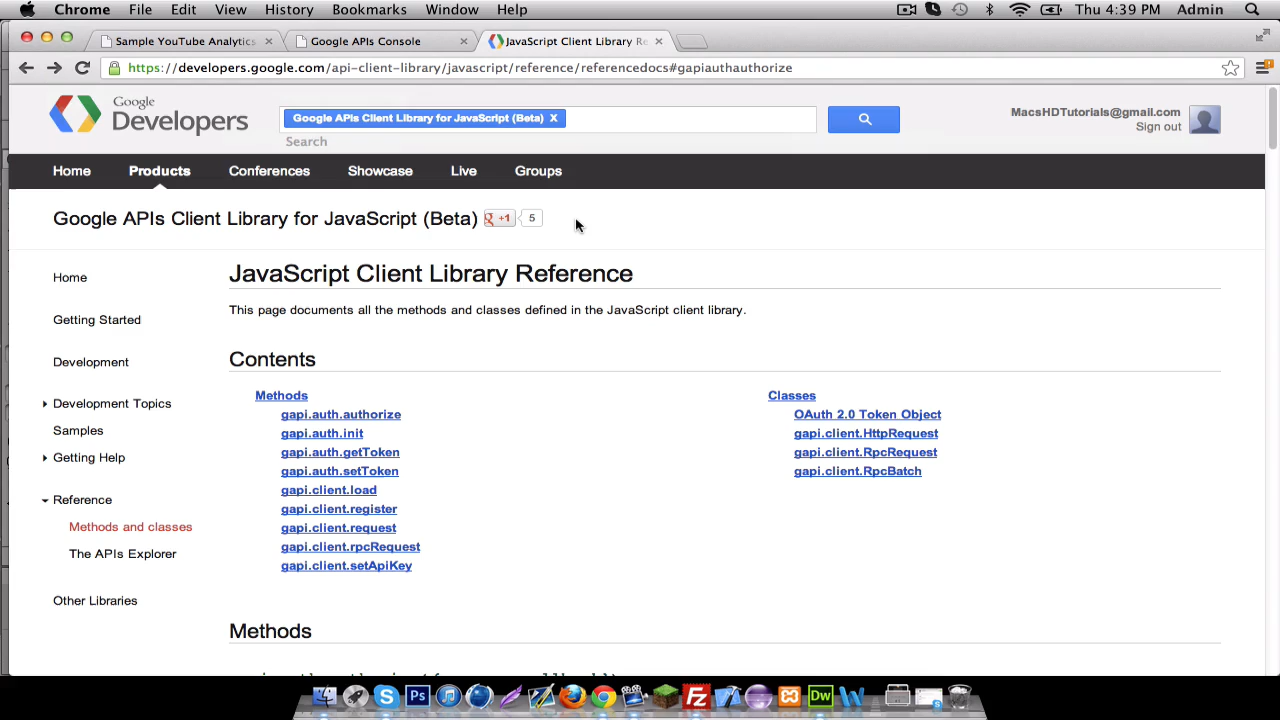 Chrome File Edit View History Bookmarks Window Help Thu 4:39 PM Admin
Sample YouTube Analytics × Google APIs Console × JavaScript Client Library Re ×
https://developers.google.com/api-client-library/javascript/reference/referencedocs#gapiauthauthorize
Google Developers
Google APIs Client Library for JavaScript (Beta) X
Search
MacsHDTutorials@gmail.com
Sign out
Home Products Conferences Showcase Live Groups
Google APIs Client Library for JavaScript (Beta) g +1 5
Home
Getting Started
Development
Development Topics
Samples
Getting Help
Reference
Methods and classes
The APIs Explorer
Other Libraries
JavaScript Client Library Reference
This page documents all the methods and classes defined in the JavaScript client library.
Contents
Methods
gapi.auth.authorize
gapi.auth.init
gapi.auth.getToken
gapi.auth.setToken
gapi.client.load
gapi.client.register
gapi.client.request
gapi.client.rpcRequest
gapi.client.setApiKey
Classes
OAuth 2.0 Token Object
gapi.client.HttpRequest
gapi.client.RpcRequest
gapi.client.RpcBatch
Methods
Ps Fz Dw W